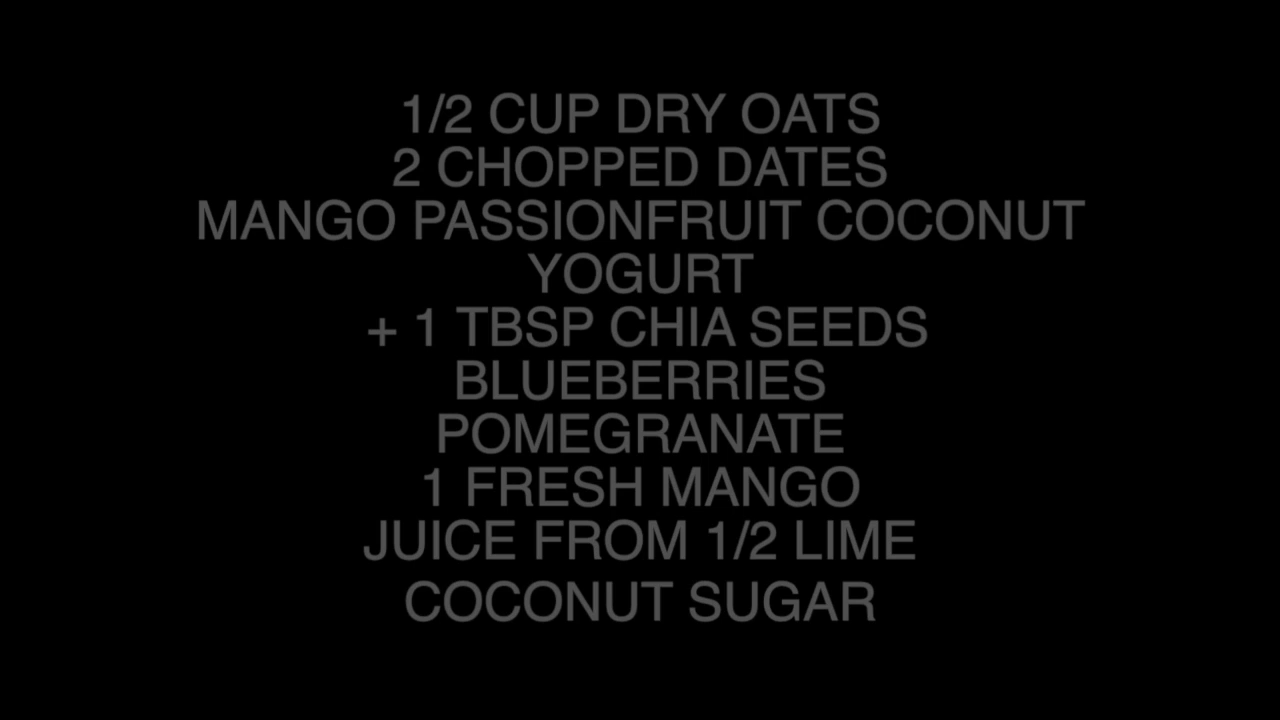 1/2 CUP DRY OATS
2 CHOPPED DATES
MANGO PASSIONFRUIT COCONUT
YOGURT
+ 1 TBSP CHIA SEEDS
BLUEBERRIES
POMEGRANATE
1 FRESH MANGO
JUICE FROM 1/2 LIME
COCONUT SUGAR